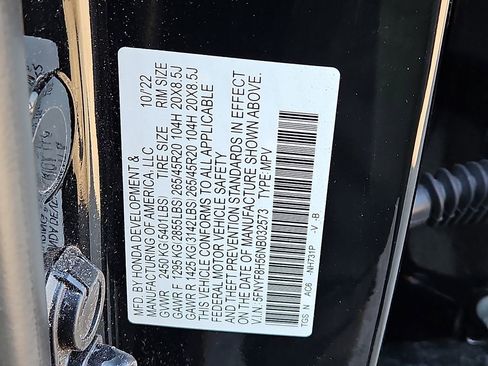 MFD. BY HONDA DEVELOPMENT &
MANUFACTURING OF AMERICA, LLC 10/'22
GVWR 2450 KG(5401LBS) TIRE SIZE RIM SIZE
GAWR F 1295 KG(2855LBS) 265/45R20 104H 20X8.5J
GAWR R 1425 KG(3142LBS) 265/45R20 104H 20X8.5J
THIS VEHICLE CONFORMS TO ALL APPLICABLE
FEDERAL MOTOR VEHICLE SAFETY
AND THEFT PREVENTION STANDARDS IN EFFECT
ON THE DATE OF MANUFACTURE SHOWN ABOVE.
V.I.N.: 5FNYF8H56NB032573 TYPE:MPV
TGS N AC6 -NH731P -V -B